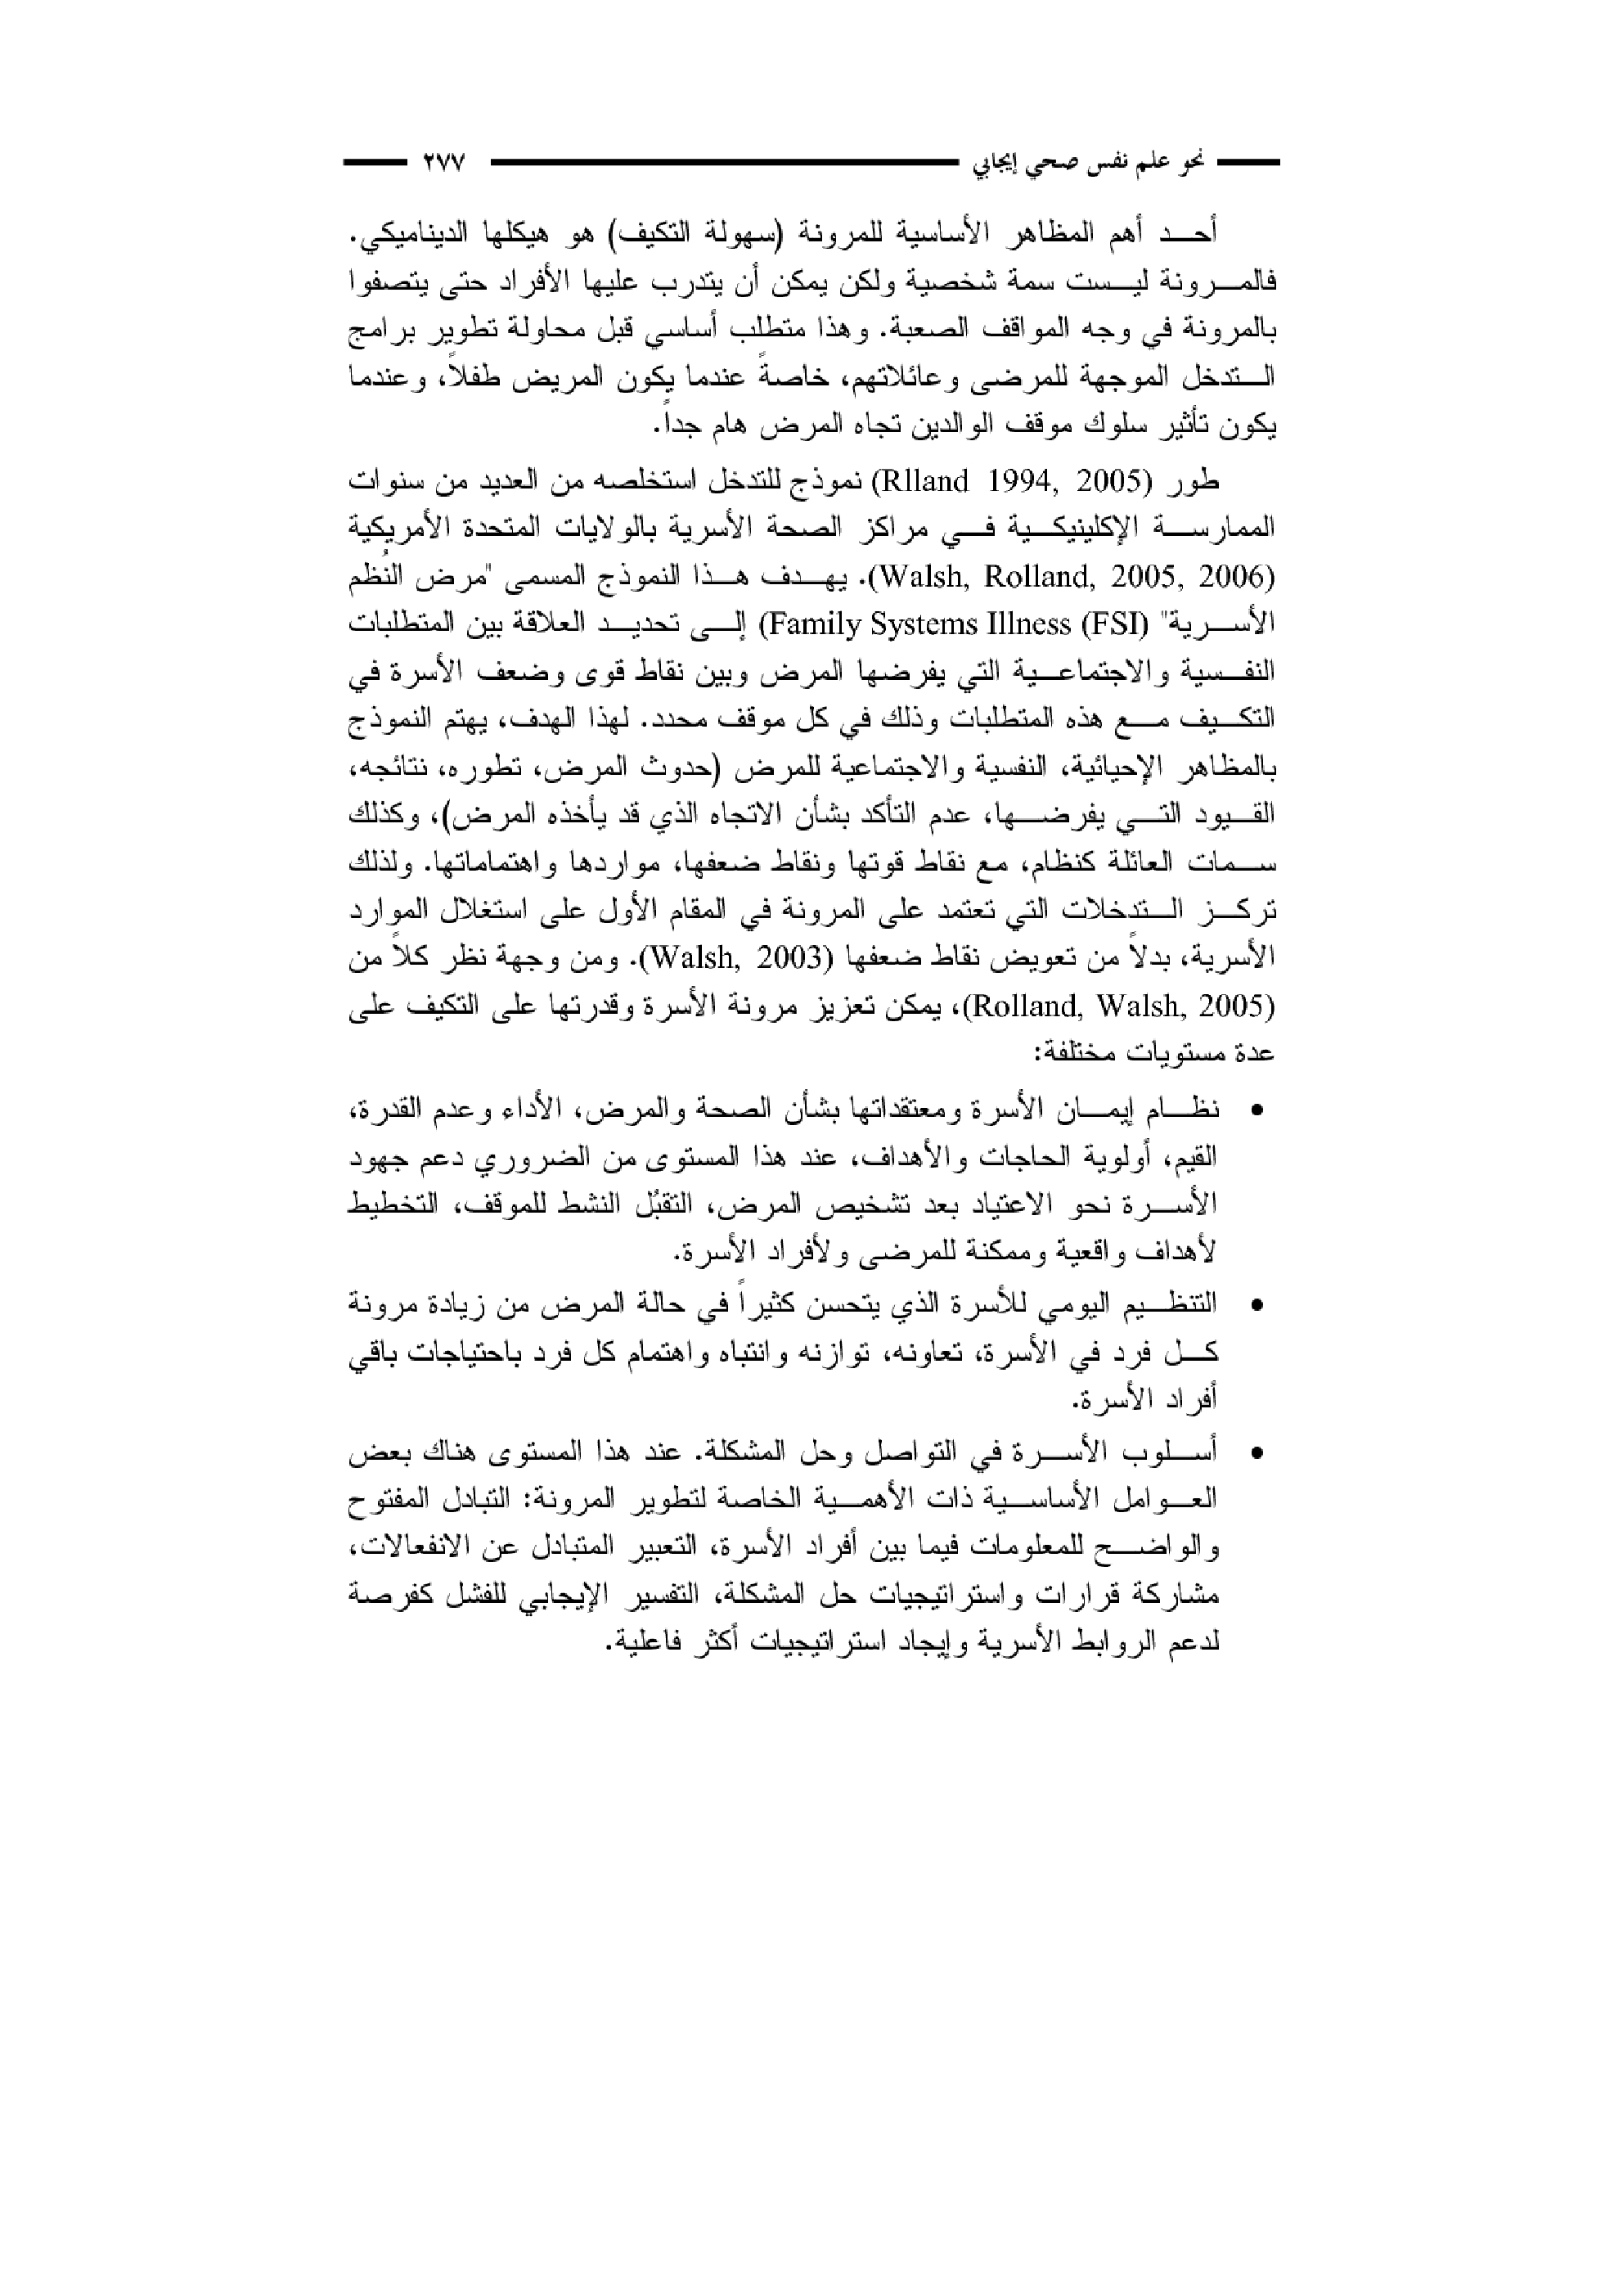 نحو علم نفس صحي إيجابي ٢٧٧
أحد أهم المظاهر الأساسية للمرونة (سهولة التكيف) هو هيكلها الديناميكي.
فالمرونة ليست سمة شخصية ولكن يمكن أن يتدرب عليها الأفراد حتى يتصفوا
بالمرونة في وجه المواقف الصعبة. وهذا متطلب أساسي قبل محاولة تطوير برامج
التدخل الموجهة للمرضى وعائلاتهم، خاصةً عندما يكون المريض طفلاً، وعندما
يكون تأثير سلوك موقف الوالدين تجاه المرض هام جداً.
طور (Rlland 1994, 2005) نموذج للتدخل استخلصه من العديد من سنوات
الممارسة الإكلينيكية في مراكز الصحة الأسرية بالولايات المتحدة الأمريكية
(Walsh, Rolland, 2005, 2006). يهدف هذا النموذج المسمى "مرض النُظم
الأسرية" Family Systems Illness (FSI)) إلى تحديد العلاقة بين المتطلبات
النفسية والاجتماعية التي يفرضها المرض وبين نقاط قوى وضعف الأسرة في
التكيف مع هذه المتطلبات وذلك في كل موقف محدد. لهذا الهدف، يهتم النموذج
بالمظاهر الإحيائية، النفسية والاجتماعية للمرض (حدوث المرض، تطوره، نتائجه،
القيود التي يفرضها، عدم التأكد بشأن الاتجاه الذي قد يأخذه المرض)، وكذلك
سمات العائلة كنظام، مع نقاط قوتها ونقاط ضعفها، مواردها واهتماماتها. ولذلك
تركز التدخلات التي تعتمد على المرونة في المقام الأول على استغلال الموارد
الأسرية، بدلاً من تعويض نقاط ضعفها (Walsh, 2003). ومن وجهة نظر كلاً من
(Rolland, Walsh, 2005)، يمكن تعزيز مرونة الأسرة وقدرتها على التكيف على
عدة مستويات مختلفة:
• نظام إيمان الأسرة ومعتقداتها بشأن الصحة والمرض، الأداء وعدم القدرة،
القيم، أولوية الحاجات والأهداف، عند هذا المستوى من الضروري دعم جهود
الأسرة نحو الاعتياد بعد تشخيص المرض، التقبُل النشط للموقف، التخطيط
لأهداف واقعية وممكنة للمرضى ولأفراد الأسرة.
• التنظيم اليومي للأسرة الذي يتحسن كثيراً في حالة المرض من زيادة مرونة
كل فرد في الأسرة، تعاونه، توازنه وانتباه واهتمام كل فرد باحتياجات باقي
أفراد الأسرة.
• أسلوب الأسرة في التواصل وحل المشكلة. عند هذا المستوى هناك بعض
العوامل الأساسية ذات الأهمية الخاصة لتطوير المرونة: التبادل المفتوح
والواضح للمعلومات فيما بين أفراد الأسرة، التعبير المتبادل عن الانفعالات،
مشاركة قرارات واستراتيجيات حل المشكلة، التفسير الإيجابي للفشل كفرصة
لدعم الروابط الأسرية وإيجاد استراتيجيات أكثر فاعلية.